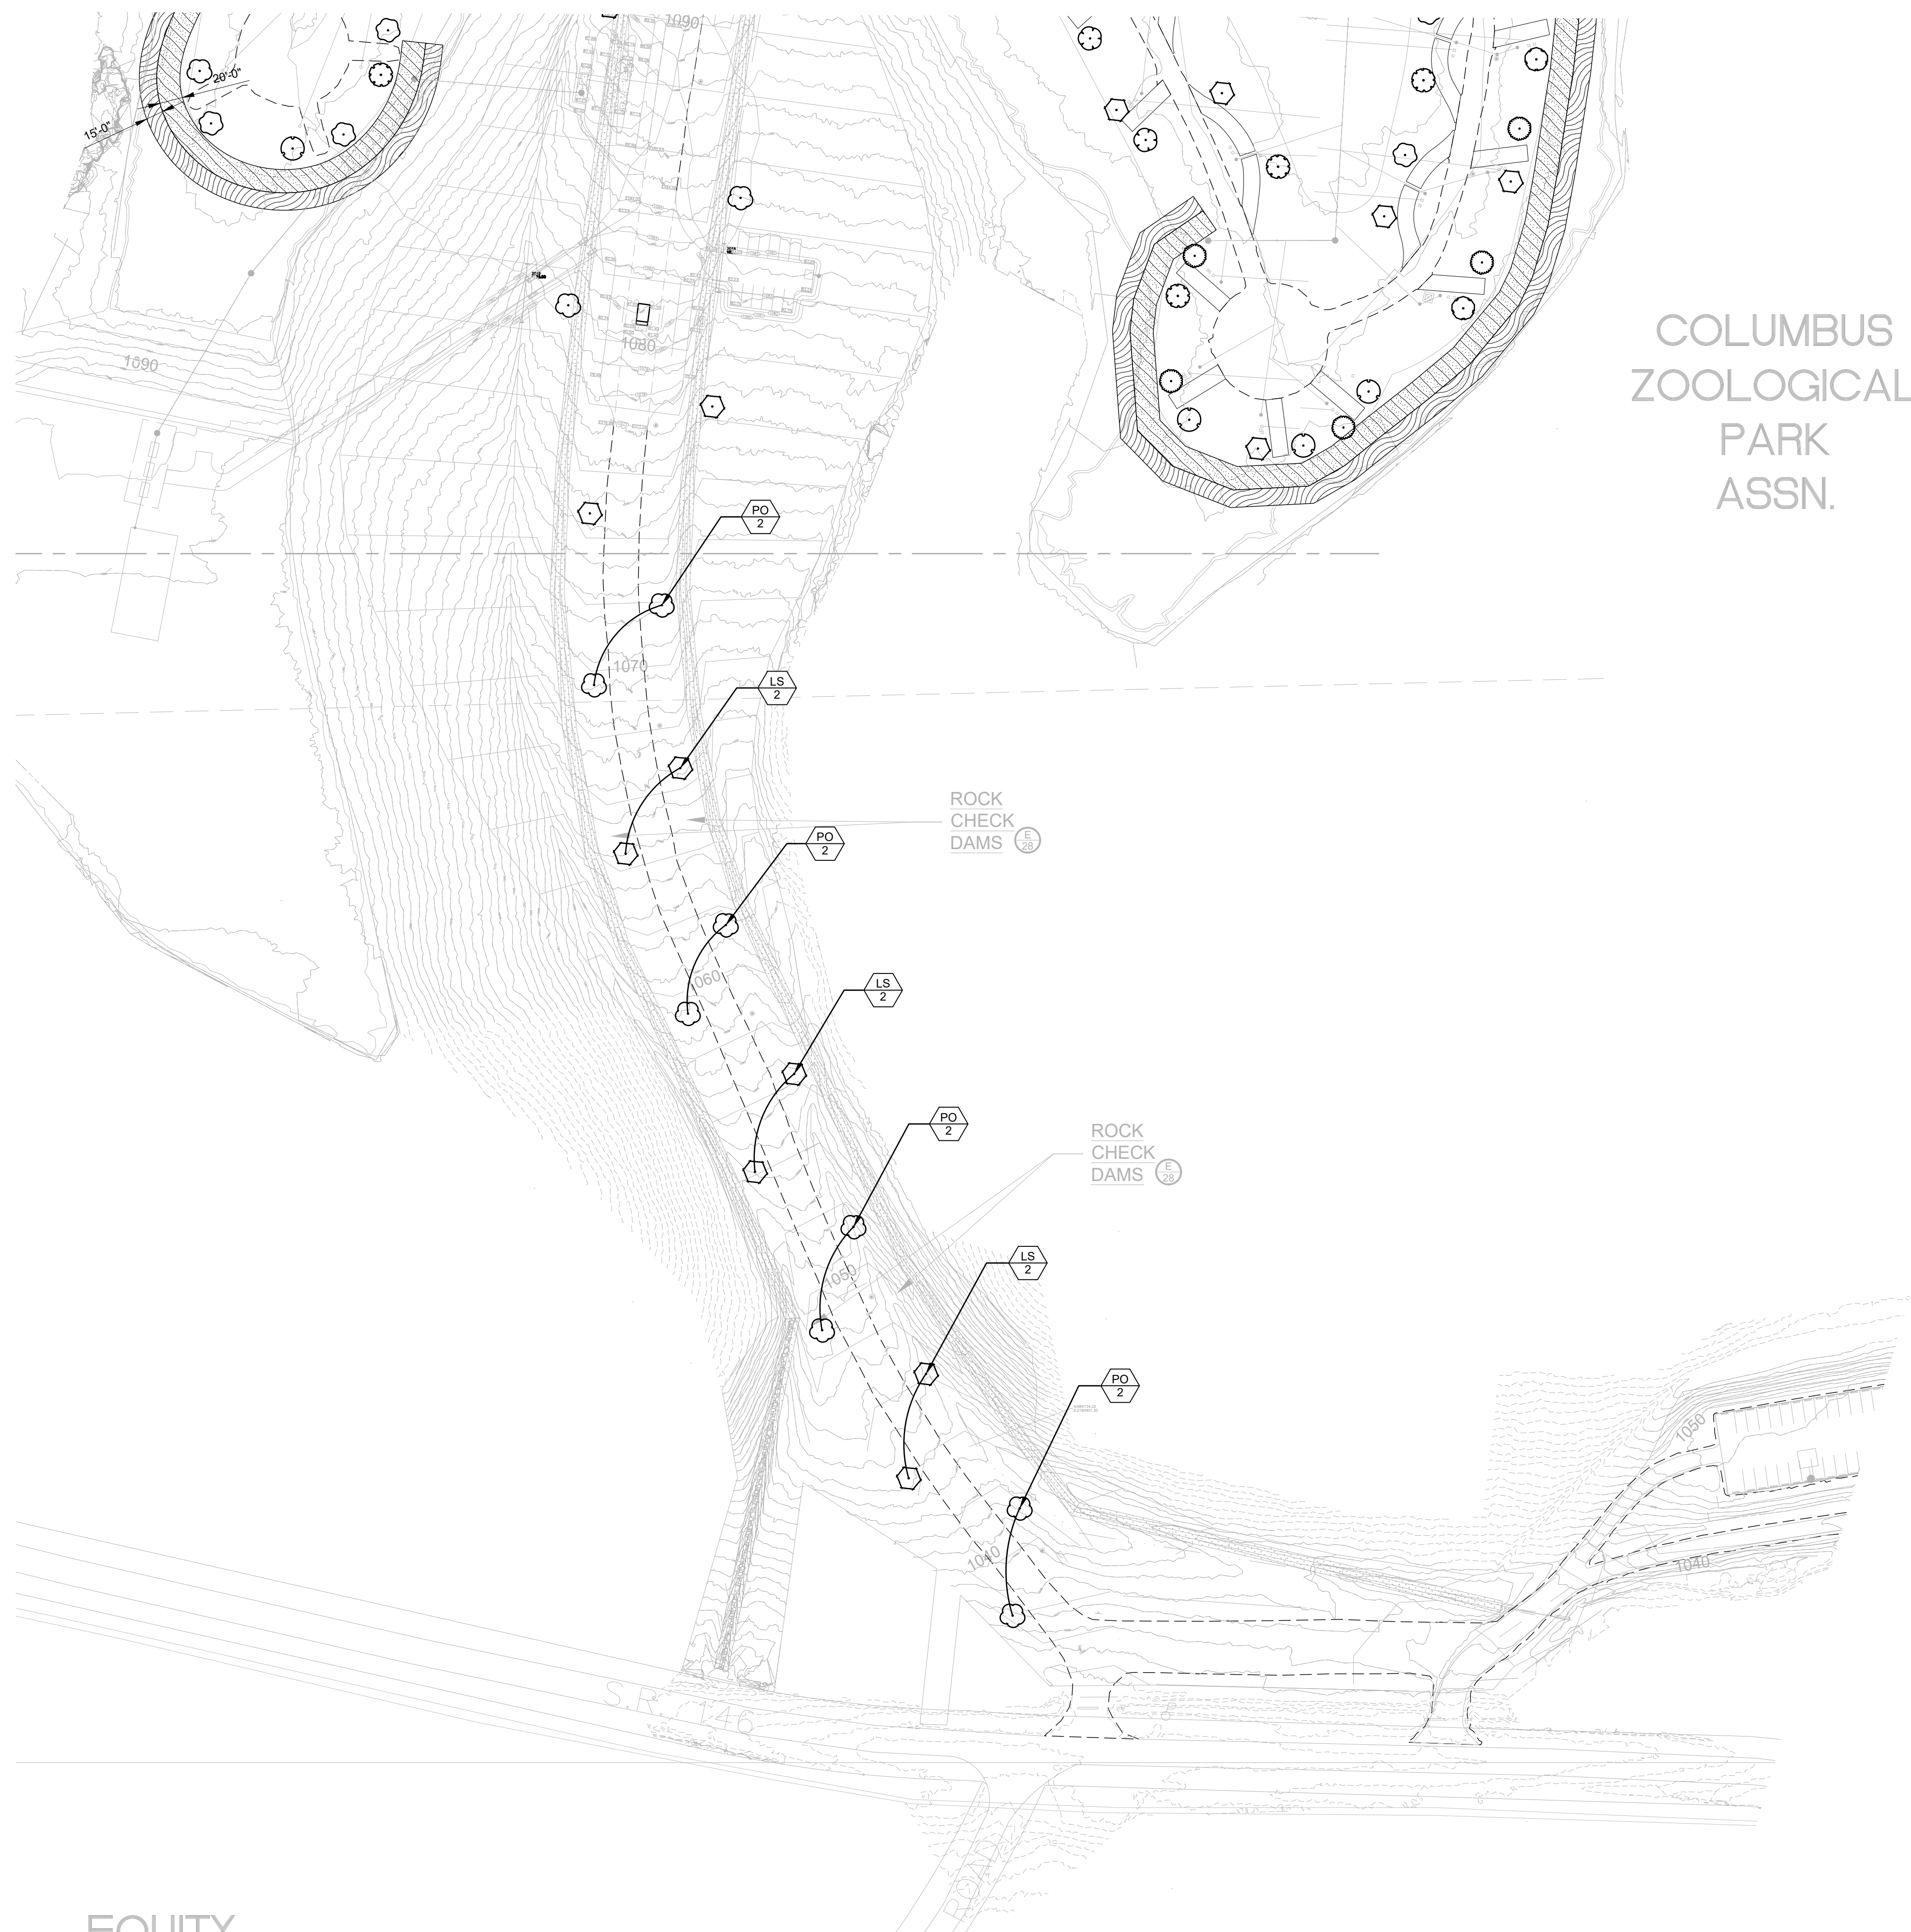 1090
20'-0"
15'-0"
1080
1090
COLUMBUS
ZOOLOGICAL
PARK
ASSN.
PO
2
1070
LS
2
ROCK
CHECK
DAMS
E
28
PO
2
1060
LS
2
PO
2
ROCK
CHECK
DAMS
E
28
LS
2
1050
PO
2
1050
1040
1040
EQUITY